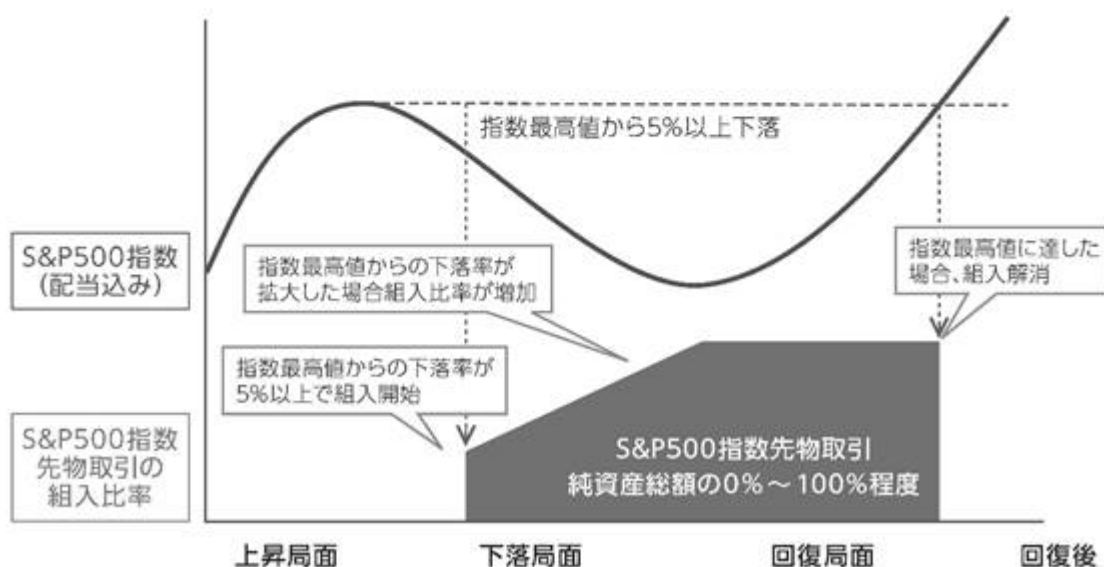 指数最高値から5%以上下落
S&P500指数
(配当込み)
指数最高値からの下落率が
拡大した場合組入比率が増加
指数最高値に達した
場合、組入解消
指数最高値からの下落率が
5%以上で組入開始
S&P500指数
先物取引の
組入比率
S&P500指数先物取引
純資産総額の0%～100%程度
上昇局面
下落局面
回復局面
回復後